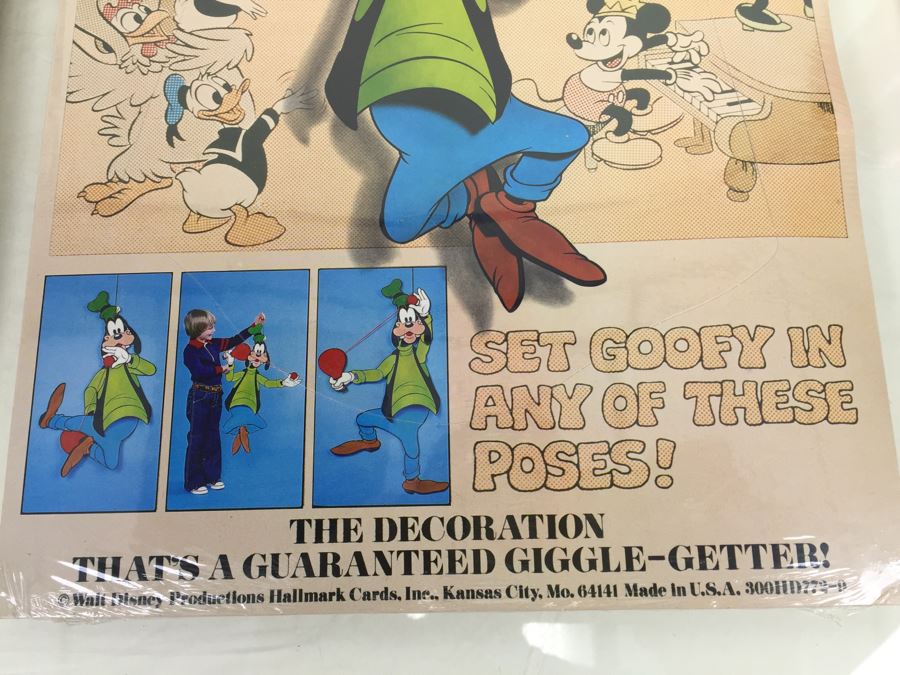 SET GOOFY IN
ANY OF THESE
POSES!
THE DECORATION
THAT'S A GUARANTEED GIGGLE-GETTER!
© Walt Disney Productions Hallmark Cards, Inc., Kansas City, Mo. 64141 Made in U.S.A.